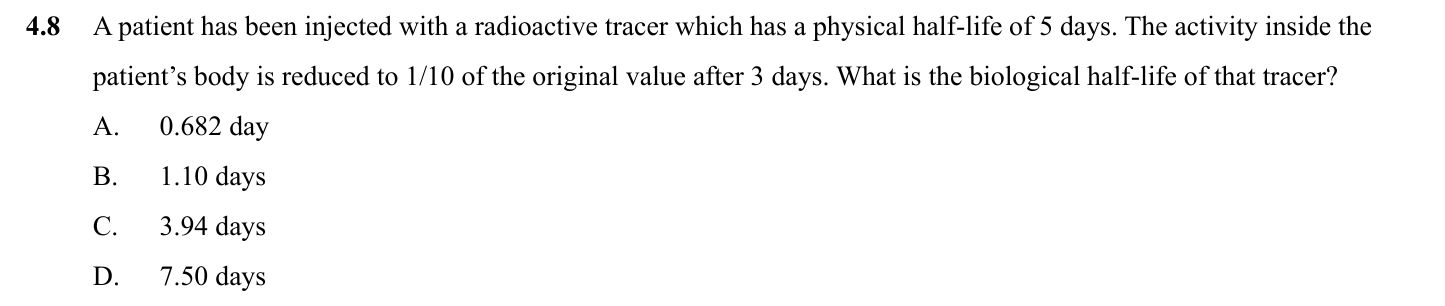 4.8 A patient has been injected with a radioactive tracer which has a physical half-life of 5 days. The activity inside the
patient’s body is reduced to 1/10 of the original value after 3 days. What is the biological half-life of that tracer?
A. 0.682 day
B. 1.10 days
C. 3.94 days
D. 7.50 days